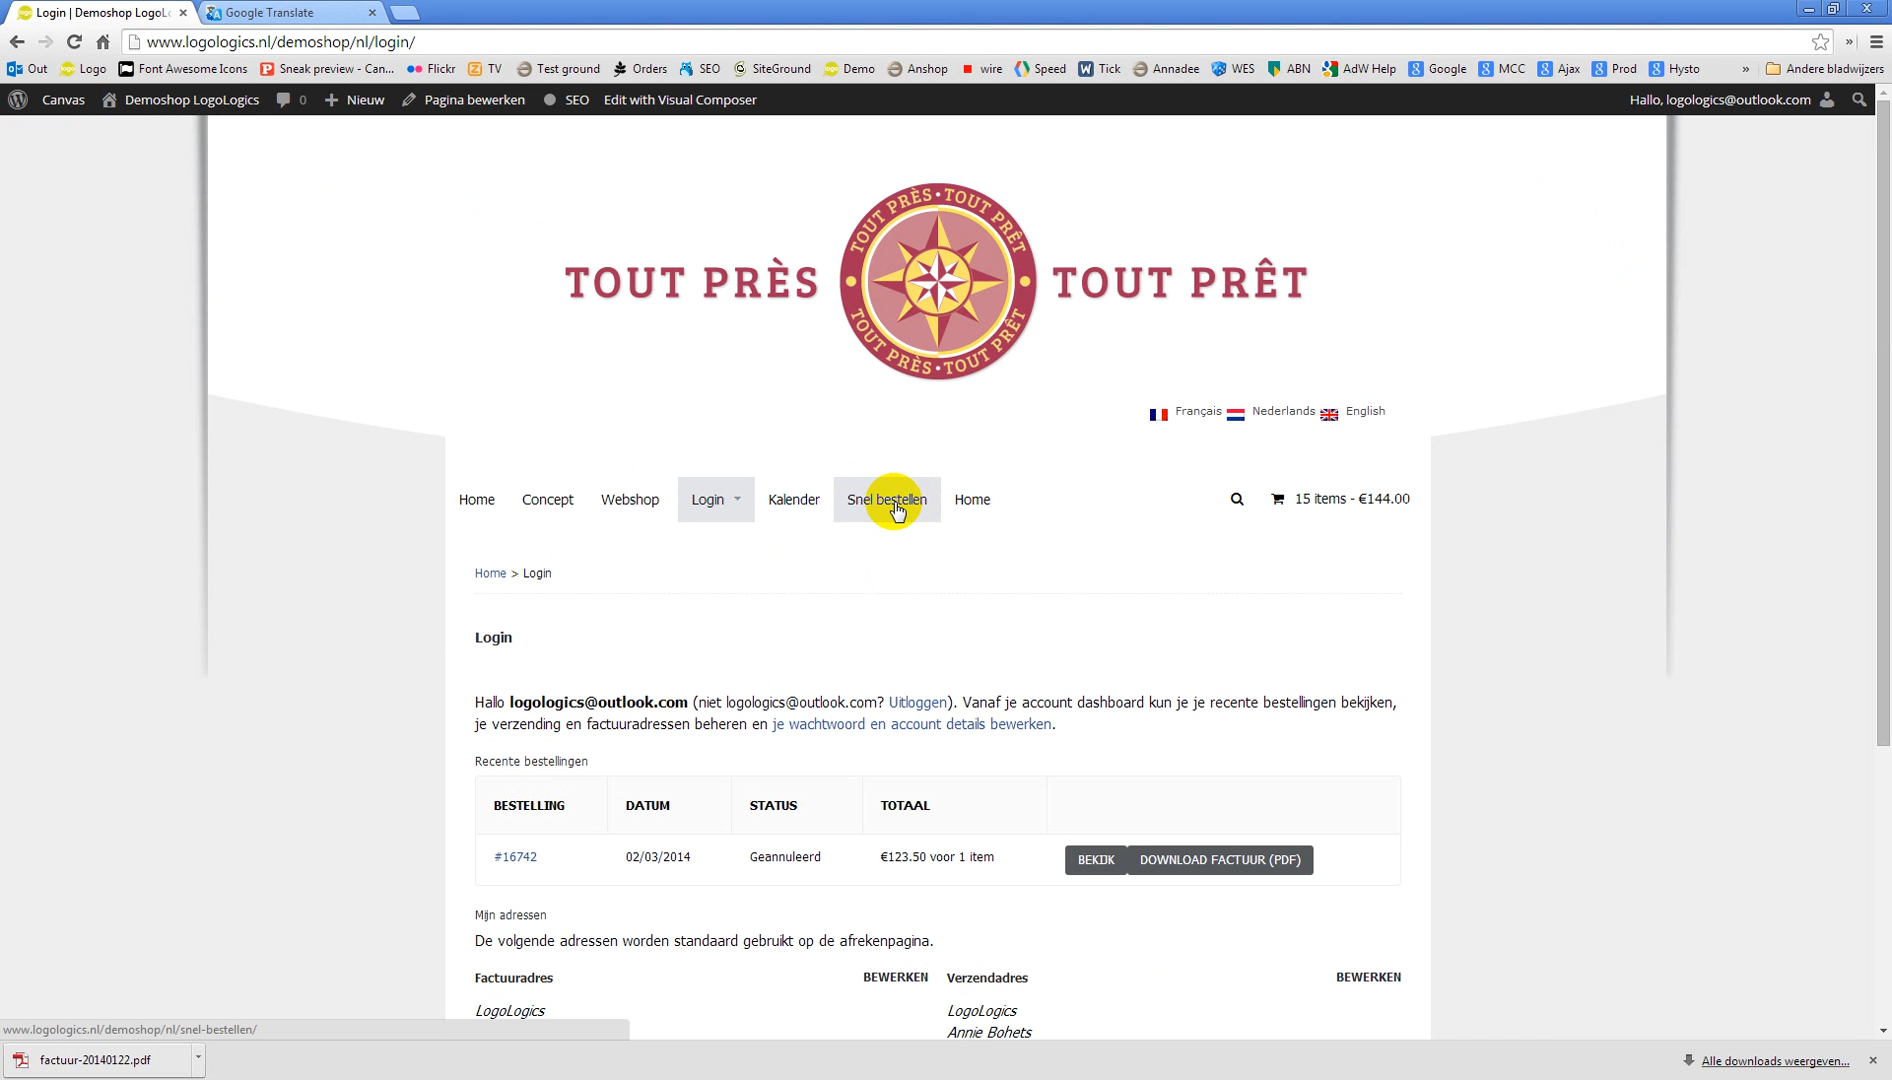 Login | Demoshop LogoLo
Google Translate
www.logologics.nl/demoshop/nl/login/
Out Logo Font Awesome Icons Sneak preview - Can... Flickr TV Test ground Orders SEO SiteGround Demo Anshop wire Speed Tick Annadee WES ABN AdW Help Google MCC Ajax Prod Hysto » Andere bladwijzers
Canvas Demoshop LogoLogics 0 Nieuw Pagina bewerken SEO Edit with Visual Composer Hallo, logologics@outlook.com
TOUT PRÈS • TOUT PRÊT
TOUT PRÈS TOUT PRÊT
TOUT PRÈS • TOUT PRÊT
Français Nederlands English
Home Concept Webshop Login Kalender Snel bestellen Home 15 items - €144.00
Home > Login
Login
Hallo logologics@outlook.com (niet logologics@outlook.com? Uitloggen). Vanaf je account dashboard kun je je recente bestellingen bekijken,
je verzending en factuuradressen beheren en je wachtwoord en account details bewerken.
Recente bestellingen
BESTELLING DATUM STATUS TOTAAL
#16742 02/03/2014 Geannuleerd €123.50 voor 1 item BEKIJK DOWNLOAD FACTUUR (PDF)
Mijn adressen
De volgende adressen worden standaard gebruikt op de afrekenpagina.
Factuuradres BEWERKEN Verzendadres BEWERKEN
LogoLogics LogoLogics
Annie Bohets
www.logologics.nl/demoshop/nl/snel-bestellen/
factuur-20140122.pdf Alle downloads weergeven...